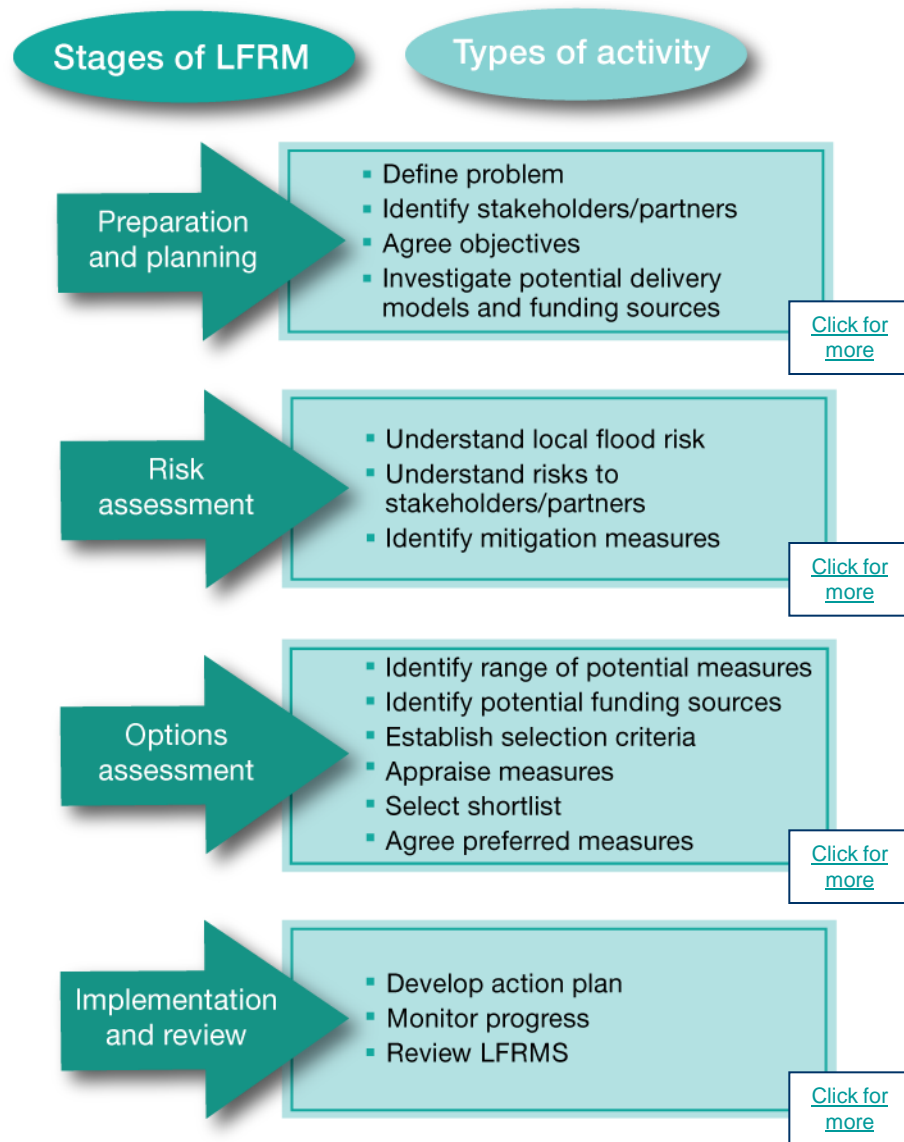 Stages of LFRM
Types of activity
Preparation
and planning
▪ Define problem
▪ Identify stakeholders/partners
▪ Agree objectives
▪ Investigate potential delivery
models and funding sources
Click for
more
Risk
assessment
▪ Understand local flood risk
▪ Understand risks to
stakeholders/partners
▪ Identify mitigation measures
Click for
more
Options
assessment
▪ Identify range of potential measures
▪ Identify potential funding sources
▪ Establish selection criteria
▪ Appraise measures
▪ Select shortlist
▪ Agree preferred measures
Click for
more
Implementation
and review
▪ Develop action plan
▪ Monitor progress
▪ Review LFRMS
Click for
more